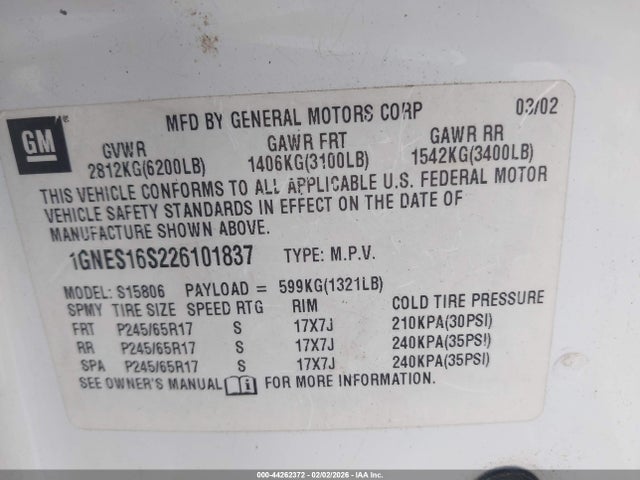 GM
MFD BY GENERAL MOTORS CORP 03/02
GVWR GAWR FRT GAWR RR
2812KG(6200LB) 1406KG(3100LB) 1542KG(3400LB)
THIS VEHICLE CONFORMS TO ALL APPLICABLE U.S. FEDERAL MOTOR
VEHICLE SAFETY STANDARDS IN EFFECT ON THE DATE OF
MANUFACTURE SHOWN ABOVE.
1GNES16S226101837 TYPE: M.P.V.
MODEL: S15806 PAYLOAD = 599KG(1321LB)
SPMY TIRE SIZE SPEED RTG RIM COLD TIRE PRESSURE
FRT P245/65R17 S 17X7J 210KPA(30PSI)
RR P245/65R17 S 17X7J 240KPA(35PSI)
SPA P245/65R17 S 17X7J 240KPA(35PSI)
SEE OWNER'S MANUAL FOR MORE INFORMATION.
000-44262372 - 02/02/2026 - Copyright © 2026 IAA, Inc.